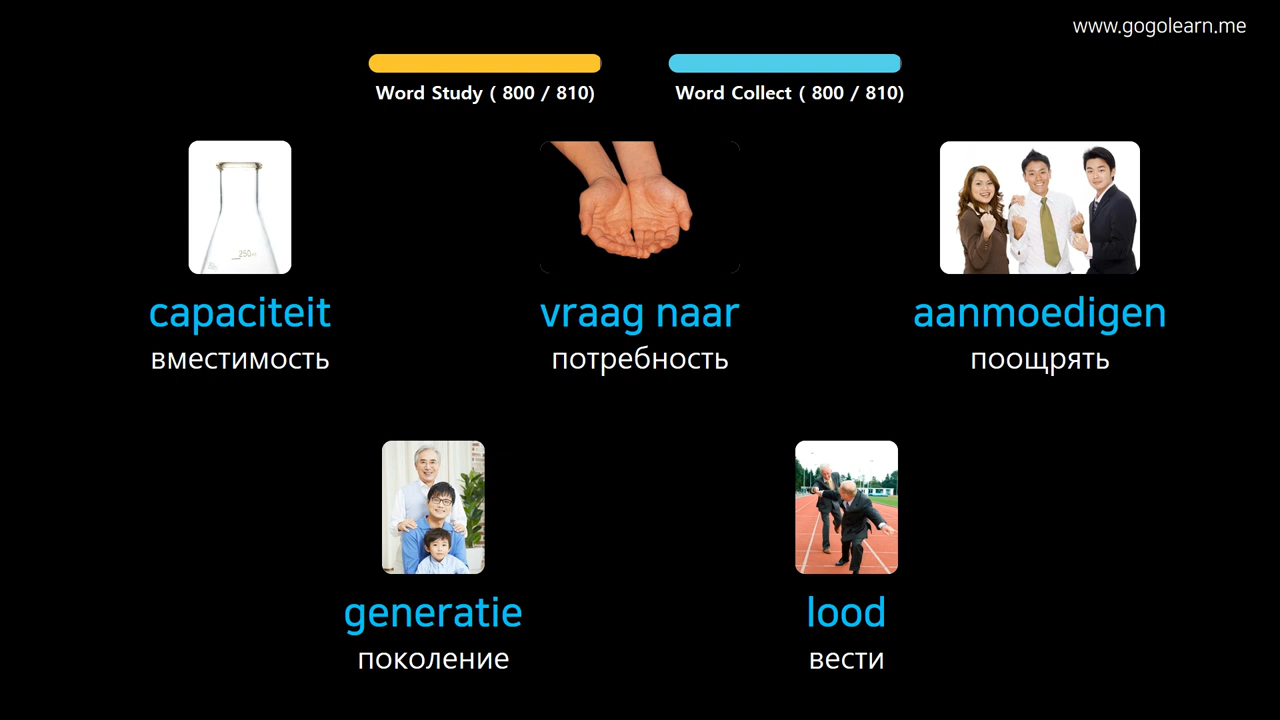 www.gogolearn.me
Word Study ( 800 / 810)
Word Collect ( 800 / 810)
250
capaciteit
vraag naar
aanmoedigen
вместимость
потребность
поощрять
generatie
lood
поколение
вести